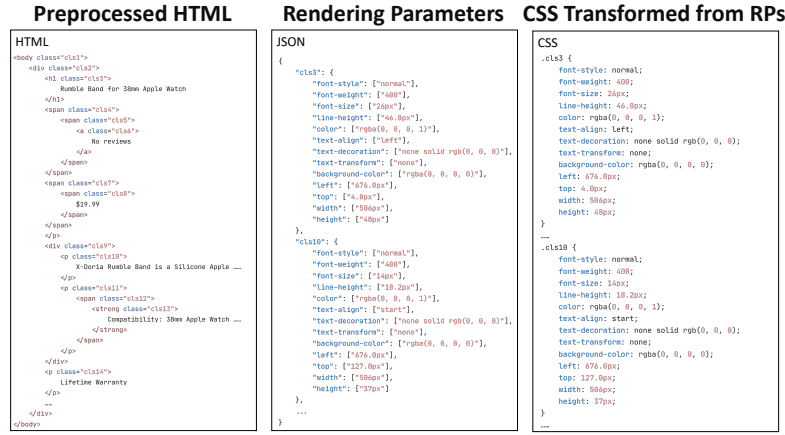 Preprocessed HTML
HTML
<body class="cls1">
<div class="cls2">
<h1 class="cls3">
Rumble Band for 38mm Apple Watch
</h1>
<span class="cls4">
<span class="cls5">
<a class="cls6">
No reviews
</a>
</span>
</span>
<span class="cls7">
<span class="cls8">
$19.99
</span>
</span>
</p>
<div class="cls9">
<p class="cls10">
X-Doria Rumble Band is a Silicone Apple ……
</p>
<p class="cls11">
<span class="cls12">
<strong class="cls13">
Compatibility: 38mm Apple Watch ……
</strong>
</span>
</p>
</div>
<p class="cls14">
Lifetime Warranty
</p>
……
</div>
</body>
Rendering Parameters
JSON
{
"cls3": {
"font-style": ["normal"],
"font-weight": ["400"],
"font-size": ["26px"],
"line-height": ["46.8px"],
"color": ["rgba(0, 0, 0, 1)"],
"text-align": ["left"],
"text-decoration": ["none solid rgb(0, 0, 0)"],
"text-transform": ["none"],
"background-color": ["rgba(0, 0, 0, 0)"],
"left": ["676.0px"],
"top": ["4.0px"],
"width": ["506px"],
"height": ["48px"]
},
"cls10": {
"font-style": ["normal"],
"font-weight": ["400"],
"font-size": ["14px"],
"line-height": ["18.2px"],
"color": ["rgba(0, 0, 0, 1)"],
"text-align": ["start"],
"text-decoration": ["none solid rgb(0, 0, 0)"],
"text-transform": ["none"],
"background-color": ["rgba(0, 0, 0, 0)"],
"left": ["676.0px"],
"top": ["127.0px"],
"width": ["506px"],
"height": ["37px"]
},
...
}
CSS Transformed from RPs
CSS
.cls3 {
font-style: normal;
font-weight: 400;
font-size: 26px;
line-height: 46.8px;
color: rgba(0, 0, 0, 1);
text-align: left;
text-decoration: none solid rgb(0, 0, 0);
text-transform: none;
background-color: rgba(0, 0, 0, 0);
left: 676.0px;
top: 4.0px;
width: 506px;
height: 48px;
}
……
.cls10 {
font-style: normal;
font-weight: 400;
font-size: 14px;
line-height: 18.2px;
color: rgba(0, 0, 0, 1);
text-align: start;
text-decoration: none solid rgb(0, 0, 0);
text-transform: none;
background-color: rgba(0, 0, 0, 0);
left: 676.0px;
top: 127.0px;
width: 506px;
height: 37px;
}
……